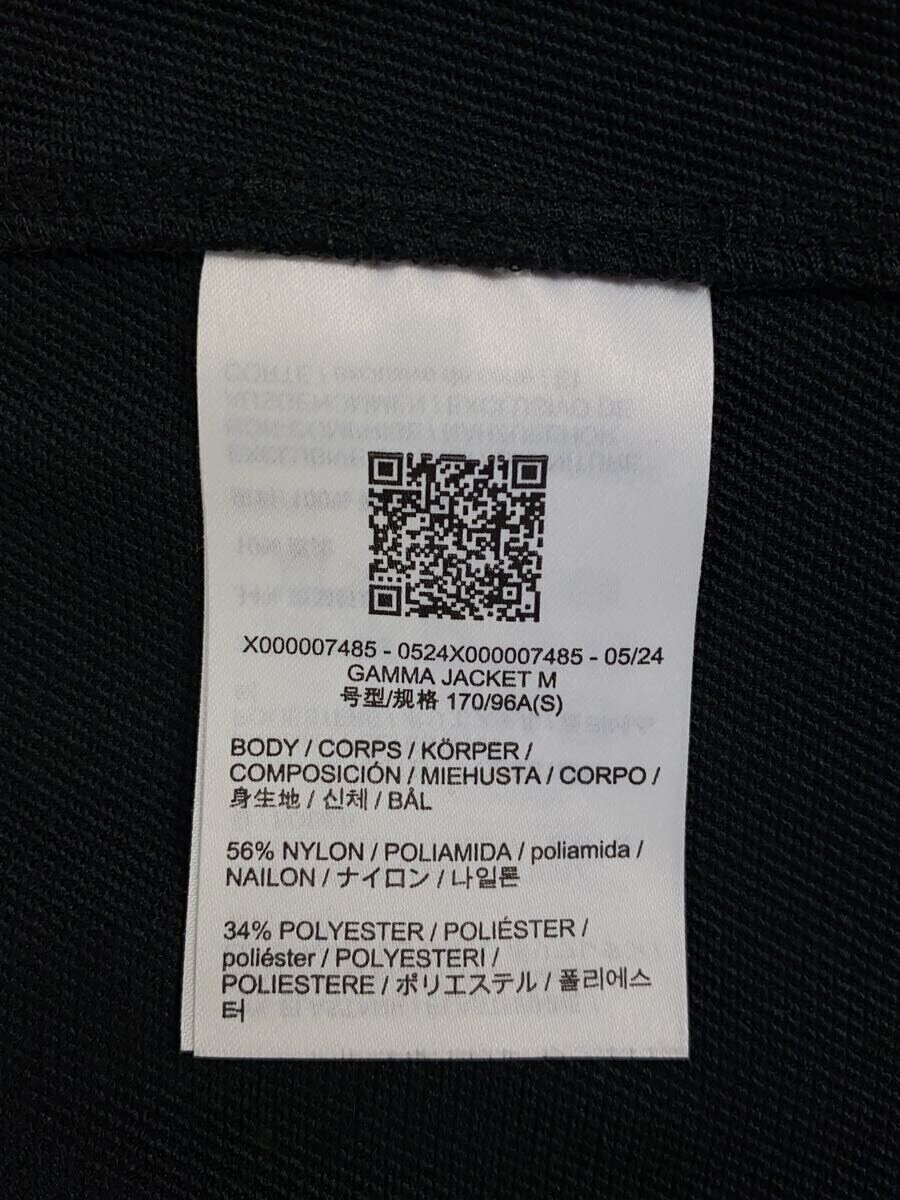 X000007485 - 0524X000007485 - 05/24
GAMMA JACKET M
号型/规格 170/96A(S)
BODY / CORPS / KÖRPER /
COMPOSICIÓN / MIEHUSTA / CORPO /
身生地 / 신체 / BÅL
56% NYLON / POLIAMIDA / poliamida /
NAILON / ナイロン / 나일론
34% POLYESTER / POLIÉSTER /
poliéster / POLYESTERI /
POLIESTERE / ポリエステル / 폴리에스
터